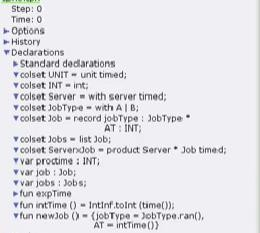 Step: 0
Time: 0
Options
History
Declarations
Standard declarations
colset UNIT = unit timed;
colset INT = int;
colset Server = with server timed;
colset JobType = with A | B;
colset Job = record jobType : JobType *
AT : INT;
colset Jobs = list Job;
colset ServerxJob = product Server * Job timed;
var proctime : INT;
var job : Job;
var jobs : Jobs;
fun expTime
fun intTime () = IntInf.toInt (time());
fun newJob () = {jobType = JobType.ran(),
AT = intTime()}